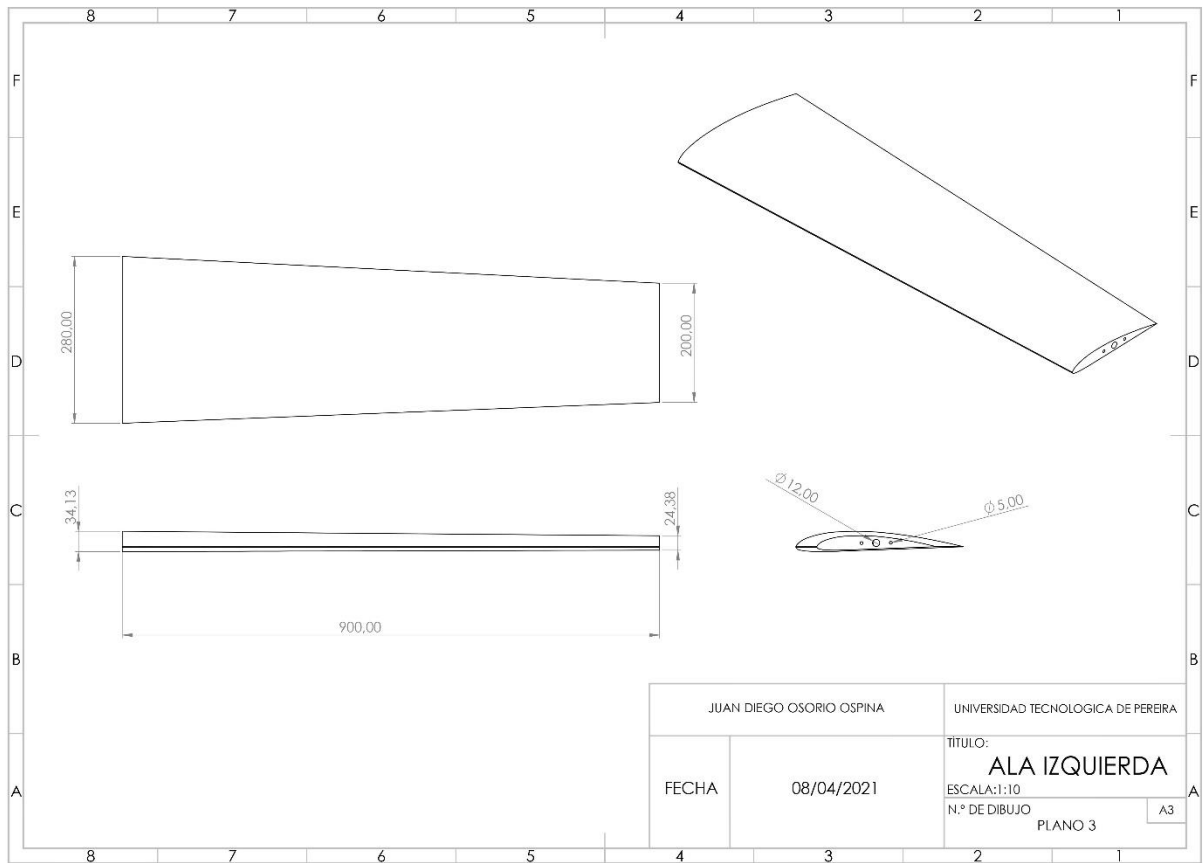 8 7 6 5 4 3 2 1
F F
E E
D D
C C
B B
A A
280,00
200,00
34,13
24,38
900,00
Ø 12,00
Ø 5,00
JUAN DIEGO OSORIO OSPINA
UNIVERSIDAD TECNOLOGICA DE PEREIRA
FECHA
08/04/2021
TÍTULO:
ALA IZQUIERDA
ESCALA:1:10
N.º DE DIBUJO
PLANO 3
A3
8 7 6 5 4 3 2 1